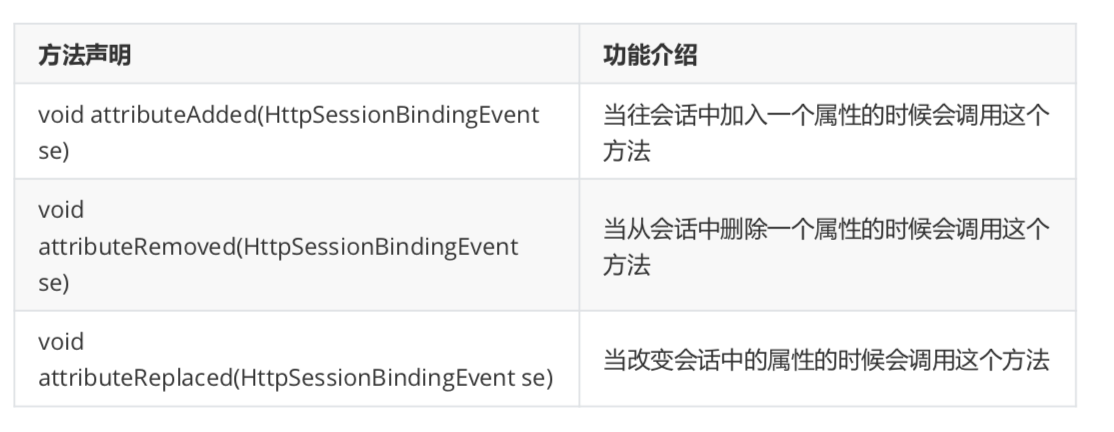 方法声明
功能介绍
void attributeAdded(HttpSessionBindingEvent
se)
当往会话中加入一个属性的时候会调用这个
方法
void
attributeRemoved(HttpSessionBindingEvent
se)
当从会话中删除一个属性的时候会调用这个
方法
void
attributeReplaced(HttpSessionBindingEvent se)
当改变会话中的属性的时候会调用这个方法